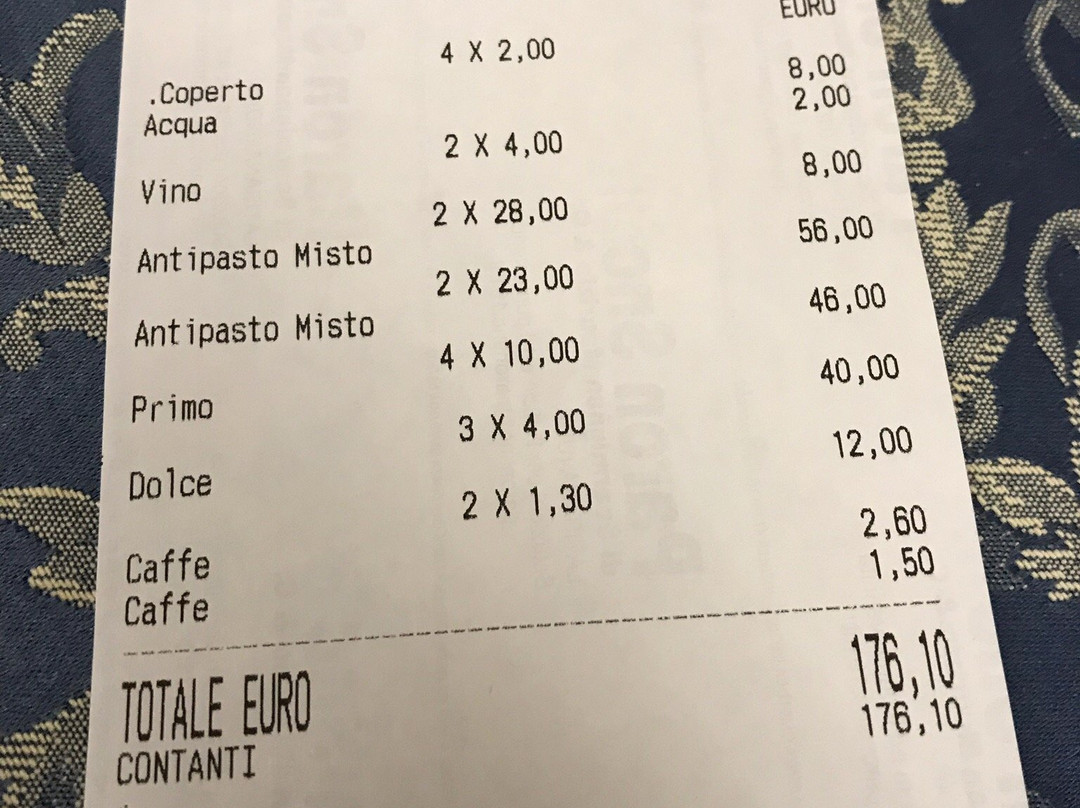 EURO
4 X 2,00
.Coperto 8,00
Acqua 2,00
2 X 4,00
Vino 8,00
2 X 28,00
Antipasto Misto 56,00
2 X 23,00
Antipasto Misto 46,00
4 X 10,00
Primo 40,00
3 X 4,00
Dolce 12,00
2 X 1,30
Caffe 2,60
Caffe 1,50
TOTALE EURO 176,10
CONTANTI 176,10